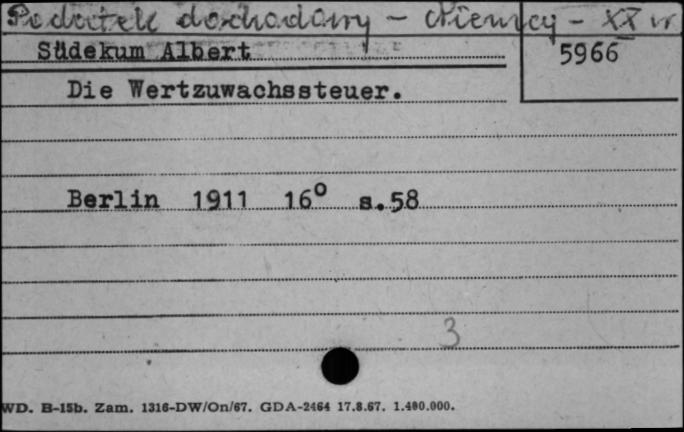 Podatek dochodowy - Niemcy - XX w.
Südekum Albert
5966
Die Wertzuwachssteuer.
Berlin 1911 16° s.58
3
WD. B-15b. Zam. 1316-DW/On/67. GDA-2464 17.8.67. 1.400.000.